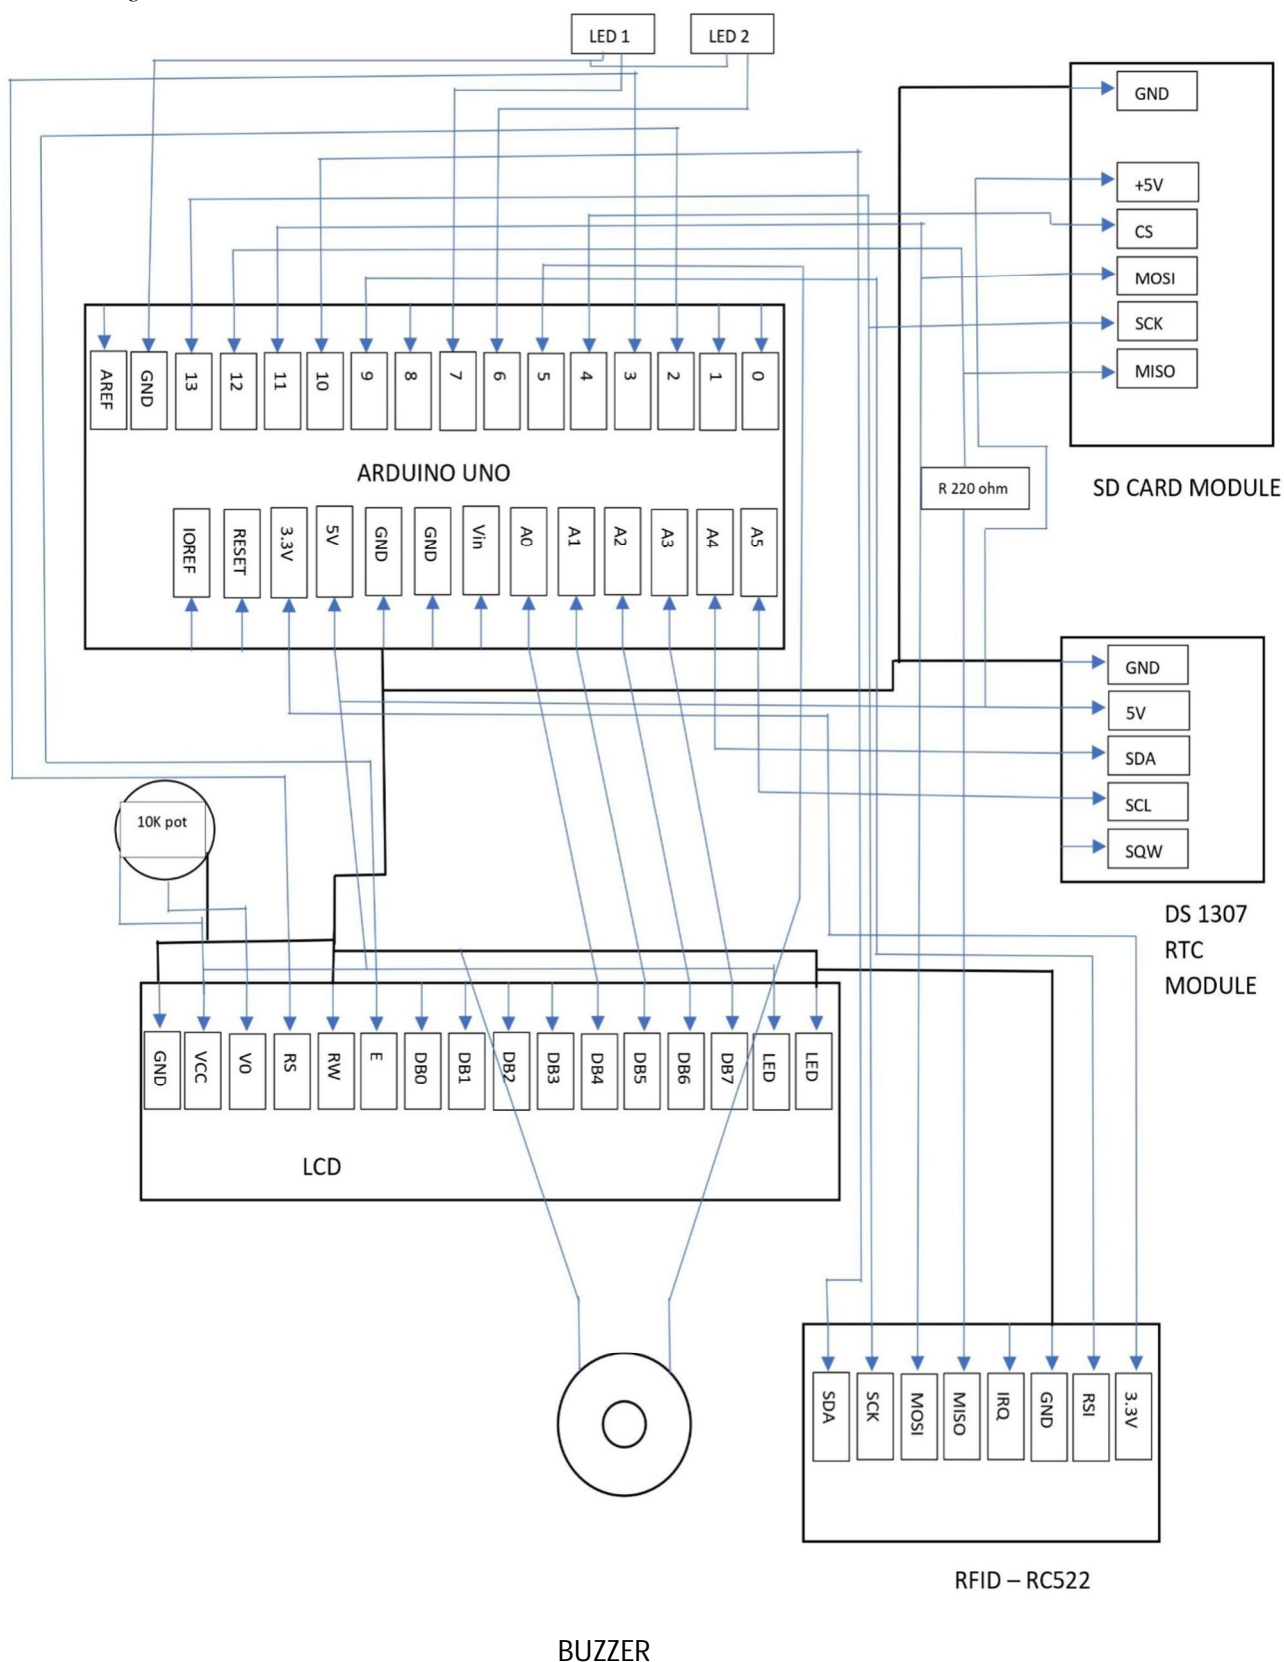 LED 1
LED 2
GND
+5V
CS
MOSI
SCK
MISO
SD CARD MODULE
AREF
GND
13
12
11
10
9
8
7
6
5
4
3
2
1
0
ARDUINO UNO
IOREF
RESET
3.3V
5V
GND
GND
Vin
A0
A1
A2
A3
A4
A5
R 220 ohm
GND
5V
SDA
SCL
SQW
DS 1307
RTC
MODULE
10K pot
GND
VCC
V0
RS
RW
E
DB0
DB1
DB2
DB3
DB4
DB5
DB6
DB7
LED
LED
LCD
SDA
SCK
MOSI
MISO
IRQ
GND
RSI
3.3V
RFID – RC522
BUZZER